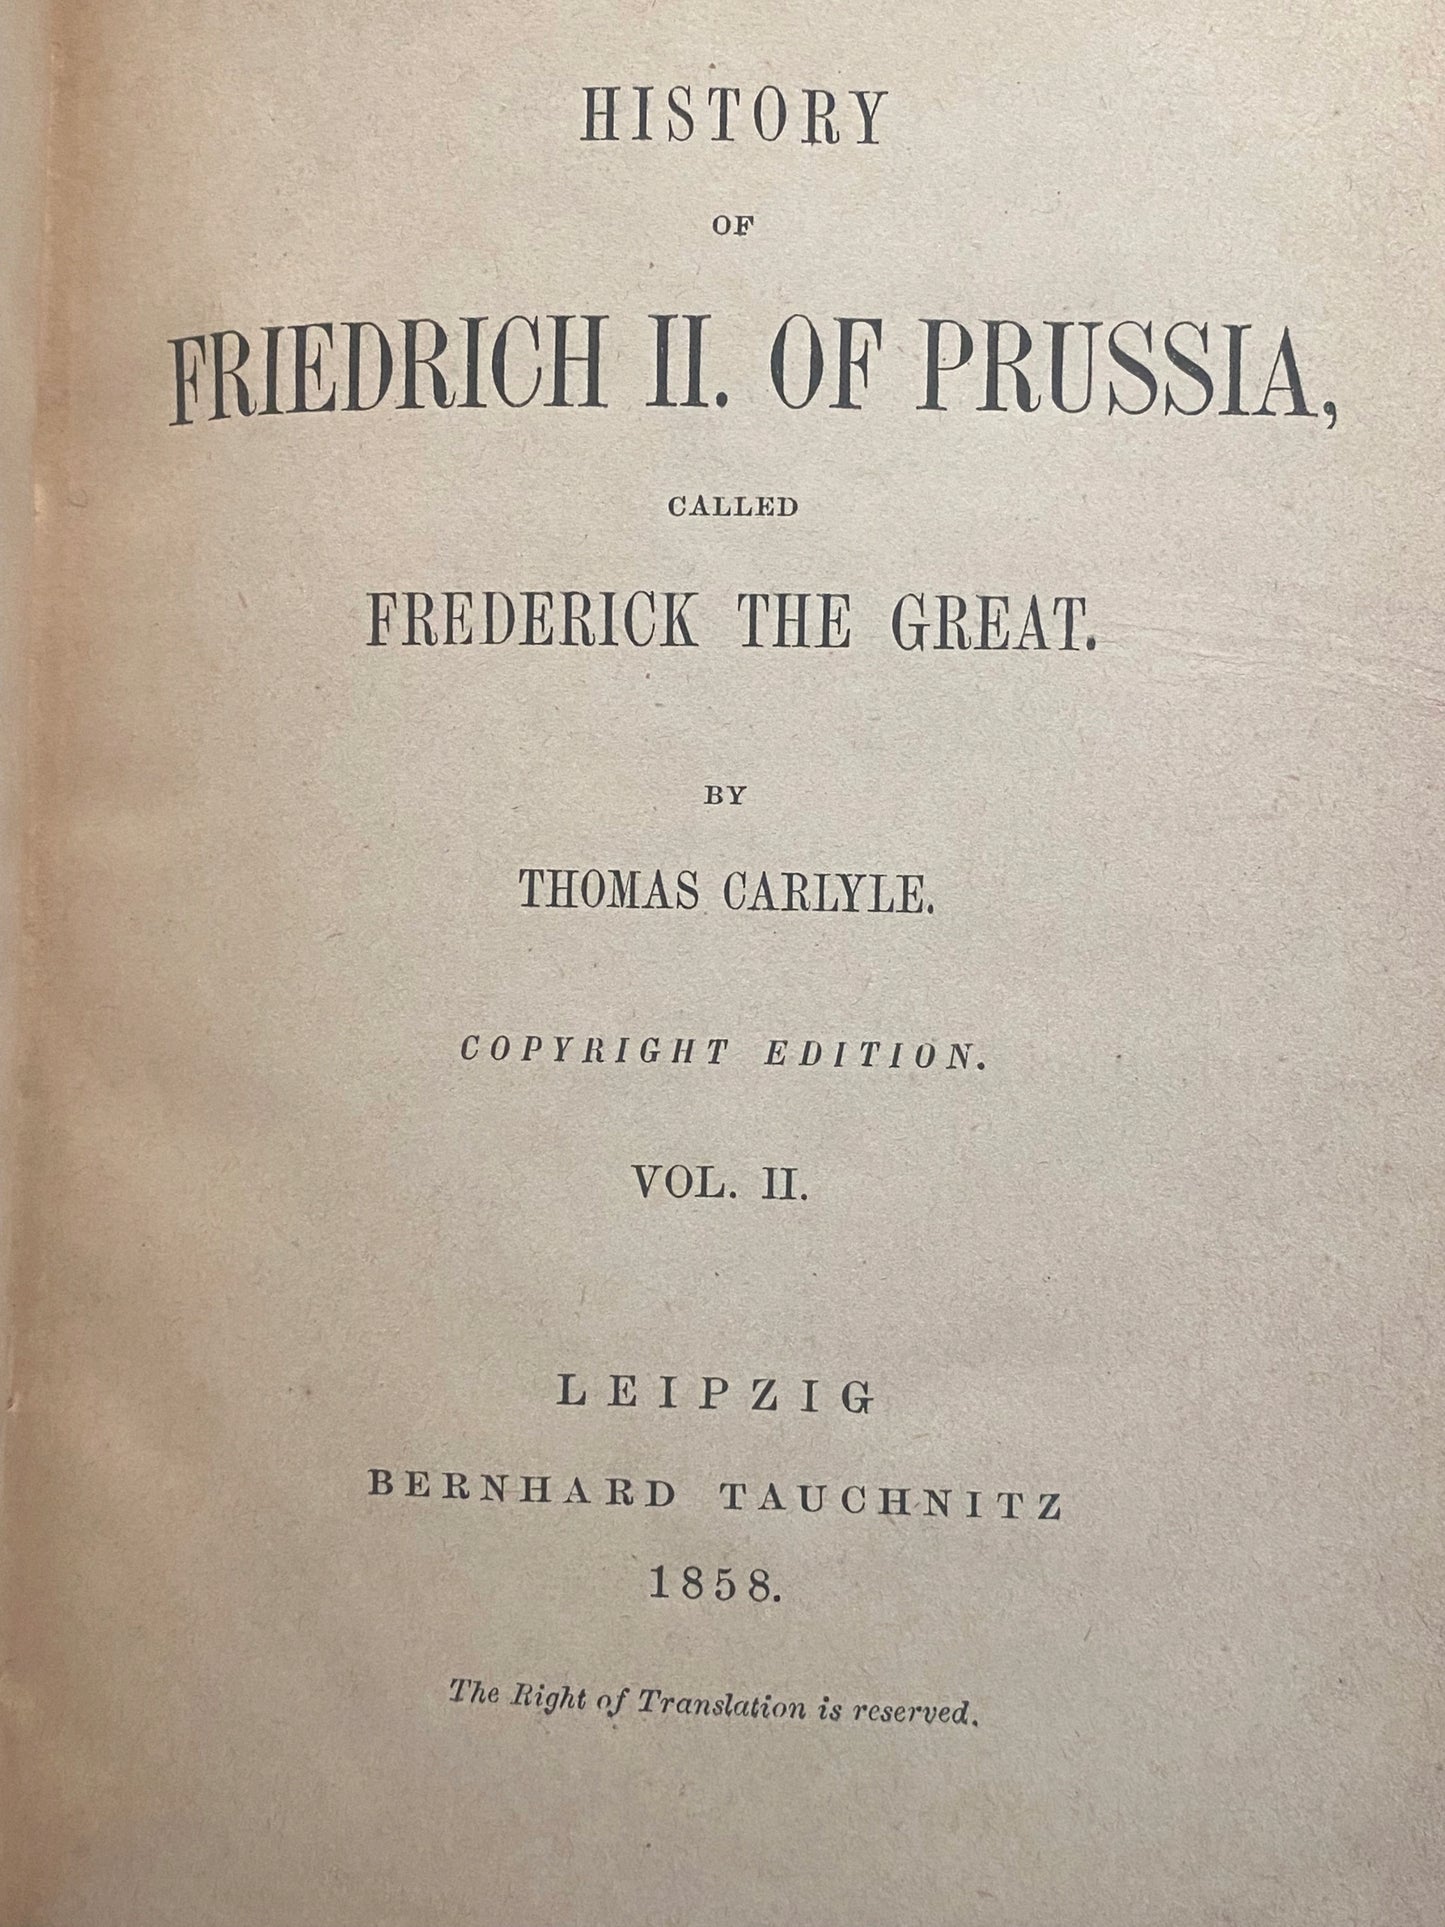 HISTORY
OF
FRIEDRICH II. OF PRUSSIA,
CALLED
FREDERICK THE GREAT.
BY
THOMAS CARLYLE.
COPYRIGHT EDITION.
VOL. II.
LEIPZIG
BERNHARD TAUCHNITZ
1858.
The Right of Translation is reserved.